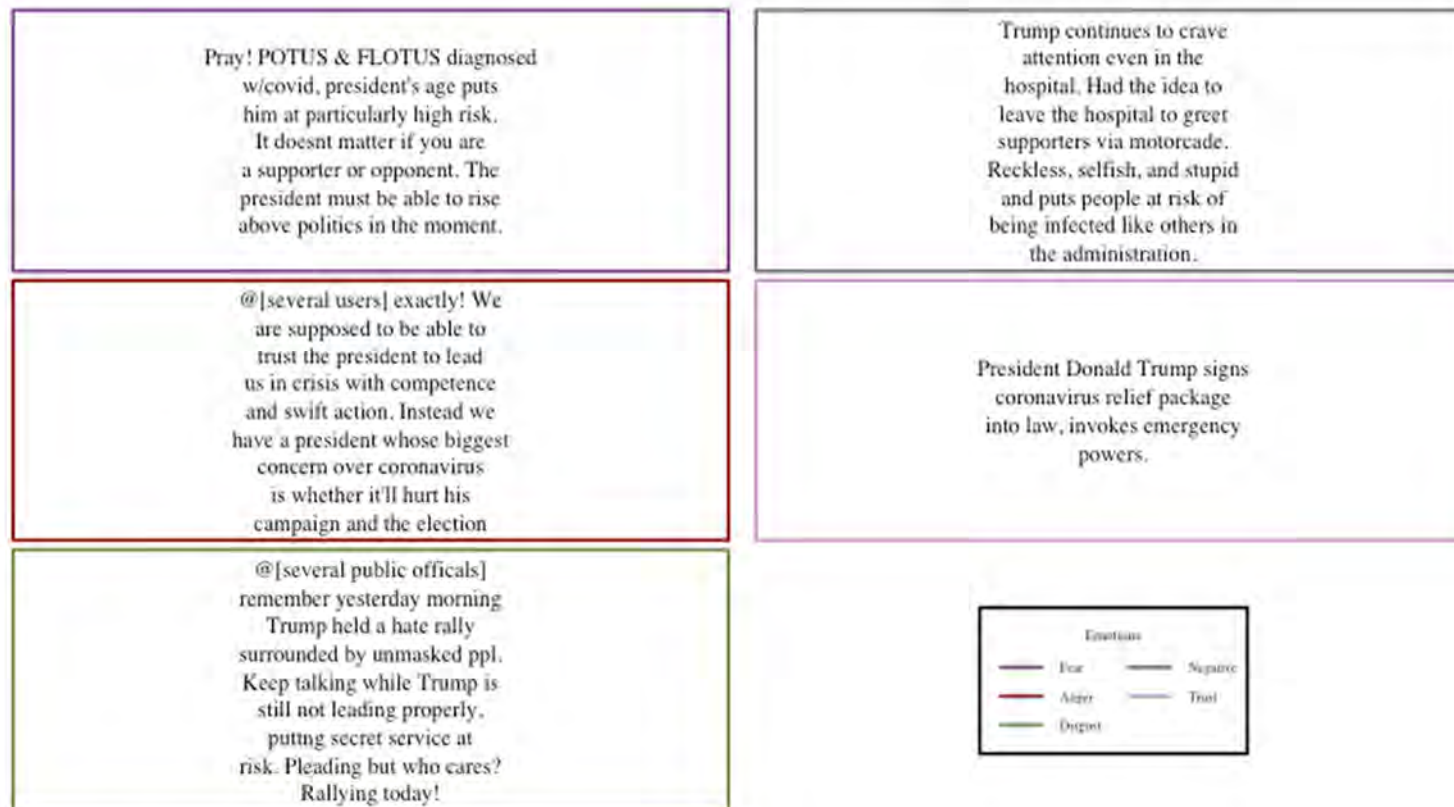 Pray! POTUS & FLOTUS diagnosed
w/covid, president's age puts
him at particularly high risk.
It doesnt matter if you are
a supporter or opponent. The
president must be able to rise
above politics in the moment.
Trump continues to crave
attention even in the
hospital. Had the idea to
leave the hospital to greet
supporters via motorcade.
Reckless, selfish, and stupid
and puts people at risk of
being infected like others in
the administration.
@[several users] exactly! We
are supposed to be able to
trust the president to lead
us in crisis with competence
and swift action. Instead we
have a president whose biggest
concern over coronavirus
is whether it'll hurt his
campaign and the election
President Donald Trump signs
coronavirus relief package
into law, invokes emergency
powers.
@[several public officals]
remember yesterday morning
Trump held a hate rally
surrounded by unmasked ppl.
Keep talking while Trump is
still not leading properly,
puttng secret service at
risk. Pleading but who cares?
Rallying today!
Emotions
Fear
Negative
Anger
Trust
Disgust